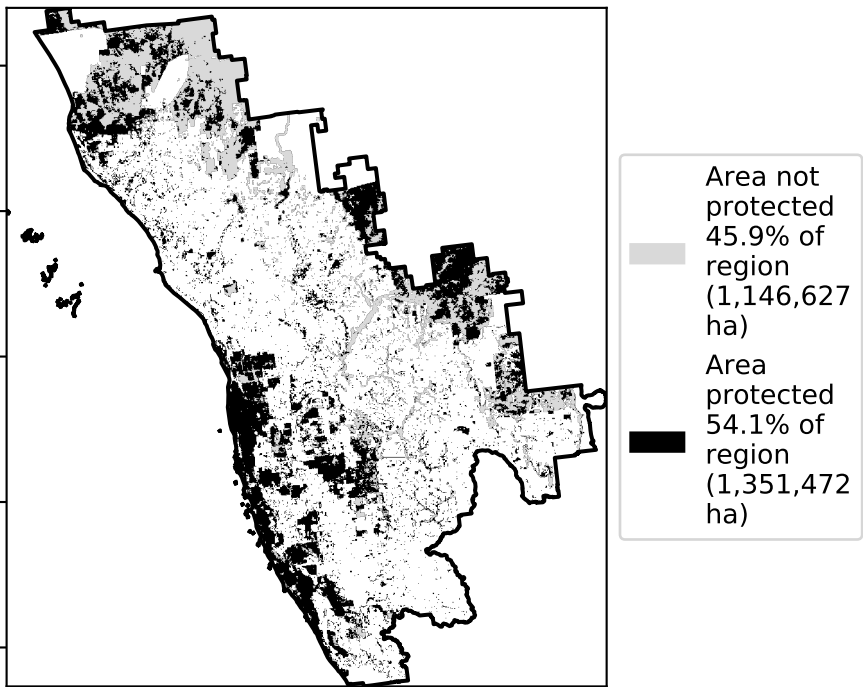 Area not
protected
45.9% of
region
(1,146,627
ha)
Area
protected
54.1% of
region
(1,351,472
ha)